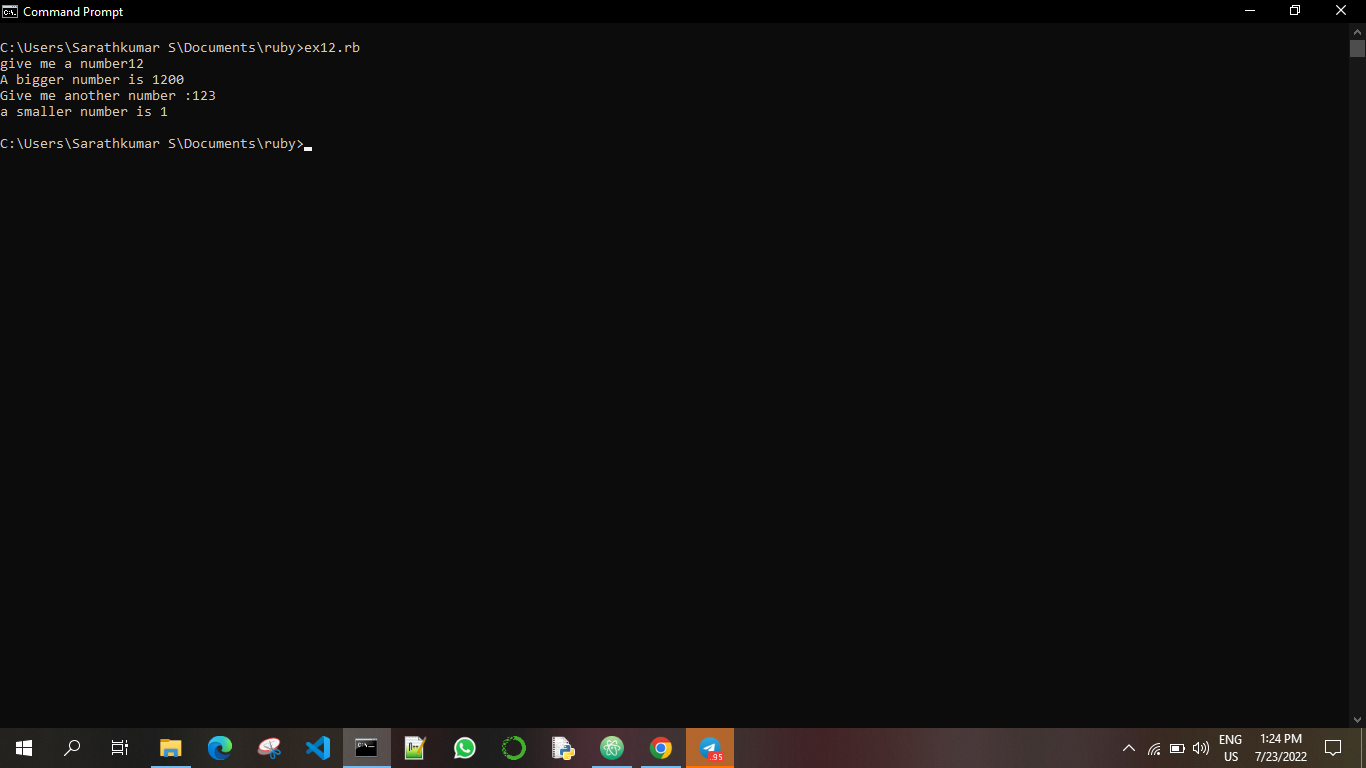 Command Prompt
C:\Users\Sarathkumar S\Documents\ruby>ex12.rb
give me a number12
A bigger number is 1200
Give me another number :123
a smaller number is 1
C:\Users\Sarathkumar S\Documents\ruby>
ENG
US
1:24 PM
7/23/2022
.95